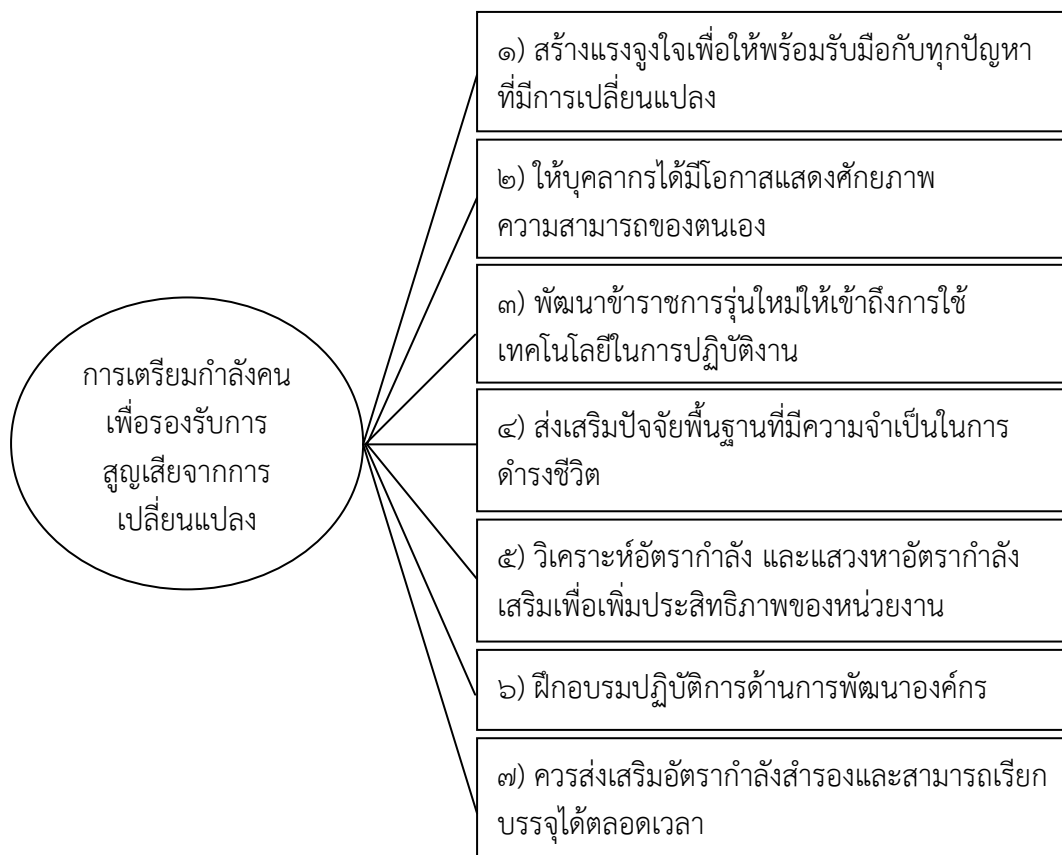 การเตรียมกำลังคน
เพื่อรองรับการ
สูญเสียจากการ
เปลี่ยนแปลง
๑) สร้างแรงจูงใจเพื่อให้พร้อมรับมือกับทุกปัญหา
ที่มีการเปลี่ยนแปลง
๒) ให้บุคลากรได้มีโอกาสแสดงศักยภาพ
ความสามารถของตนเอง
๓) พัฒนาข้าราชการรุ่นใหม่ให้เข้าถึงการใช้
เทคโนโลยีในการปฏิบัติงาน
๔) ส่งเสริมปัจจัยพื้นฐานที่มีความจำเป็นในการ
ดำรงชีวิต
๕) วิเคราะห์อัตรากำลัง และแสวงหาอัตรากำลัง
เสริมเพื่อเพิ่มประสิทธิภาพของหน่วยงาน
๖) ฝึกอบรมปฏิบัติการด้านการพัฒนาองค์กร
๗) ควรส่งเสริมอัตรากำลังสำรองและสามารถเรียก
บรรจุได้ตลอดเวลา